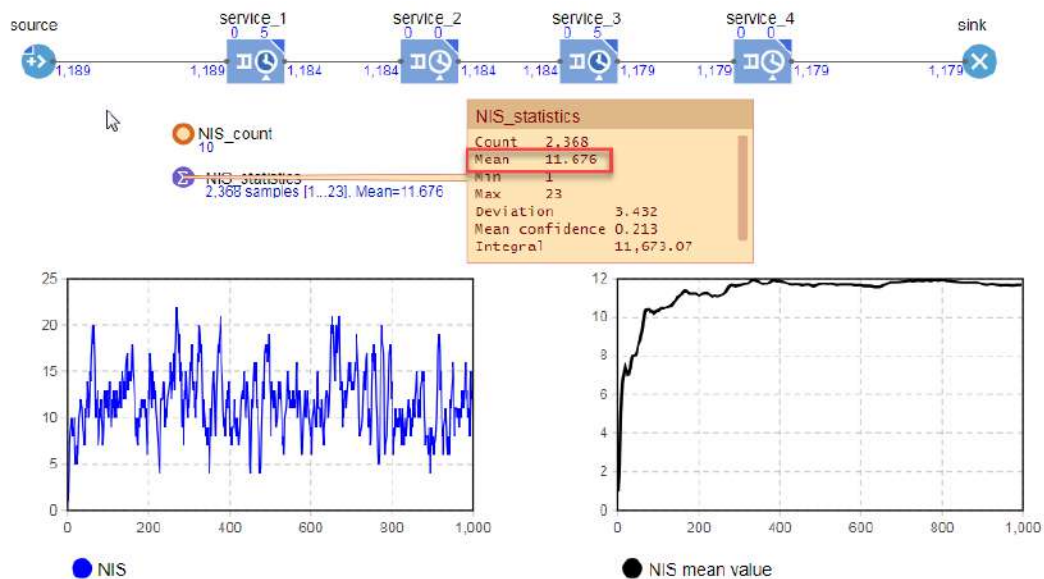 source
service_1
service_2
service_3
service_4
sink
0 5
0 0
0 5
0 0
1,189
1,189
1,184
1,184
1,184
1,184
1,179
1,179
1,179
1,179
NIS_count
10
NIS_statistics
2,368 samples [1...23]. Mean=11.676
NIS_statistics
Count 2,368
Mean 11.676
Min 1
Max 23
Deviation 3.432
Mean confidence 0.213
Integral 11,673.07
25
20
15
10
5
0
0 200 400 600 800 1,000
NIS
12
10
8
6
4
2
0
0 200 400 600 800 1,000
NIS mean value